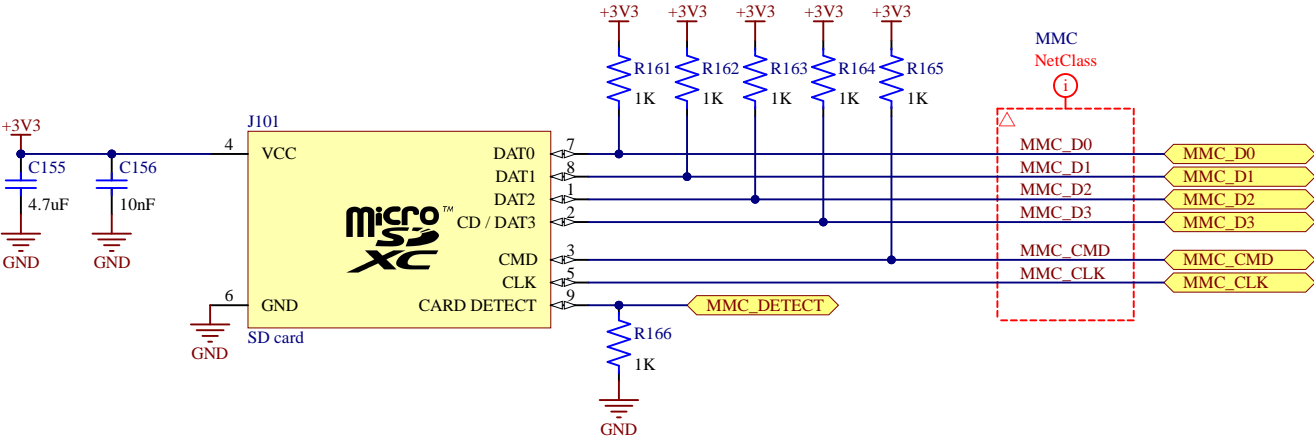 +3V3 +3V3 +3V3 +3V3 +3V3
MMC
NetClass
i
R161 R162 R163 R164 R165
1K 1K 1K 1K 1K
+3V3
J101
4 VCC
C155 C156
4.7uF 10nF
GND GND
microSD™
XC
DAT0 7 MMC_D0 MMC_D0
DAT1 8 MMC_D1 MMC_D1
DAT2 1 MMC_D2 MMC_D2
CD / DAT3 2 MMC_D3 MMC_D3
CMD 3 MMC_CMD MMC_CMD
CLK 5 MMC_CLK MMC_CLK
6 GND
CARD DETECT 9 MMC_DETECT
GND
SD card
R166
1K
GND